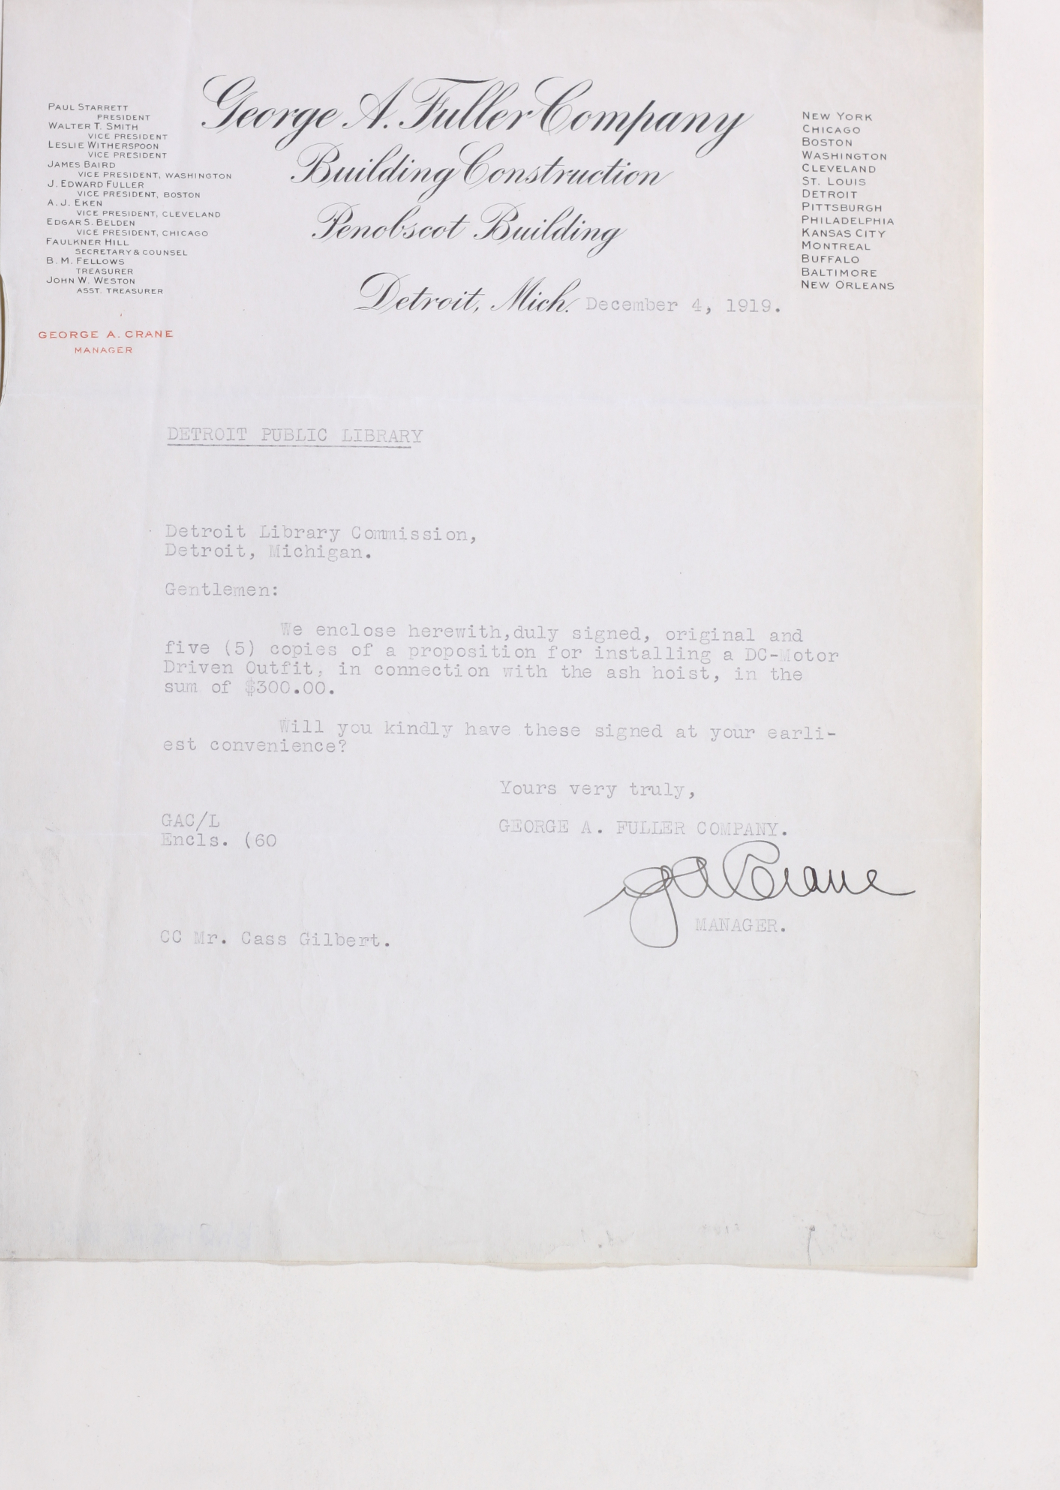 George A. Fuller Company
Building Construction
Penobscot Building
Detroit, Mich. December 4, 1919.
PAUL STARRETT
PRESIDENT
WALTER T. SMITH
VICE PRESIDENT
LESLIE WITHERSPOON
VICE PRESIDENT
JAMES BAIRD
VICE PRESIDENT, WASHINGTON
J. EDWARD FULLER
VICE PRESIDENT, BOSTON
A. J. EKEN
VICE PRESIDENT, CLEVELAND
EDGAR S. BELDEN
VICE PRESIDENT, CHICAGO
FAULKNER HILL
SECRETARY & COUNSEL
B. M. FELLOWS
TREASURER
JOHN W. WESTON
ASST. TREASURER
GEORGE A. CRANE
MANAGER
NEW YORK
CHICAGO
BOSTON
WASHINGTON
CLEVELAND
ST. LOUIS
DETROIT
PITTSBURGH
PHILADELPHIA
KANSAS CITY
MONTREAL
BUFFALO
BALTIMORE
NEW ORLEANS
DETROIT PUBLIC LIBRARY
Detroit Library Commission,
Detroit, Michigan.
Gentlemen:
We enclose herewith,duly signed, original and
five (5) copies of a proposition for installing a DC-Motor
Driven Outfit, in connection with the ash hoist, in the
sum of $300.00.
Will you kindly have these signed at your earli-
est convenience?
Yours very truly,
GEORGE A. FULLER COMPANY.
G A Crane
MANAGER.
GAC/L
Encls. (60
CC Mr. Cass Gilbert.